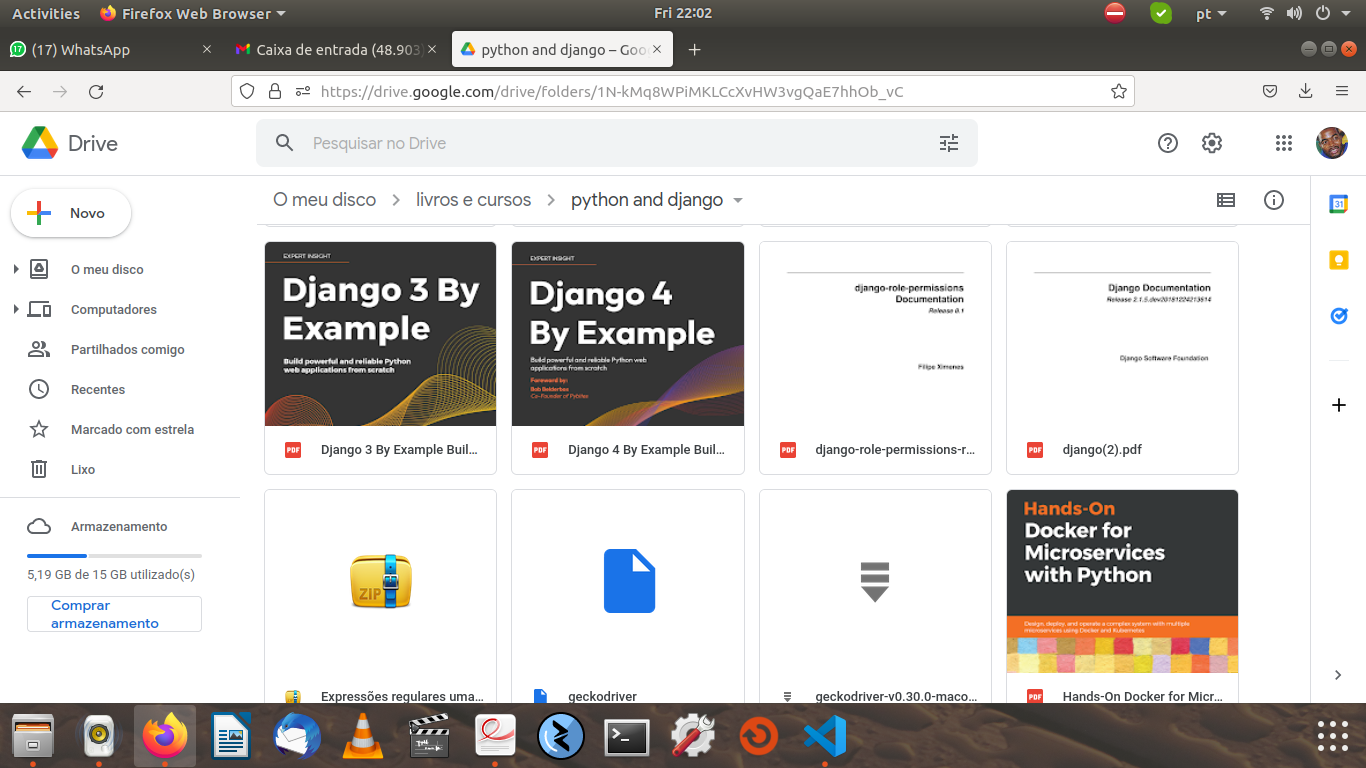 Activities
Firefox Web Browser
Fri 22:02
pt
(17) WhatsApp
Caixa de entrada (48.903)
python and django – Goo
https://drive.google.com/drive/folders/1N-kMq8WPiMKLCcXvHW3vgQaE7hhOb_vC
Drive
Pesquisar no Drive
Novo
O meu disco
Computadores
Partilhados comigo
Recentes
Marcado com estrela
Lixo
Armazenamento
5,19 GB de 15 GB utilizado(s)
Comprar
armazenamento
O meu disco
livros e cursos
python and django
EXPERT INSIGHT
Django 3 By
Example
Build powerful and reliable Python
web applications from scratch
Django 3 By Example Buil...
EXPERT INSIGHT
Django 4
By Example
Build powerful and reliable Python web
applications from scratch
Foreword by:
Bob Belderbos
Co-Founder of Pybites
Django 4 By Example Buil...
django-role-permissions
Documentation
Release 0.1
Filipe Ximenes
django-role-permissions-r...
Django Documentation
Release 2.1.5.dev20181224213614
Django Software Foundation
django(2).pdf
ZIP
Expressões regulares uma...
geckodriver
geckodriver-v0.30.0-maco...
Hands-On
Docker for
Microservices
with Python
Design, deploy, and operate a complex system with multiple
microservices using Docker and Kubernetes
Hands-On Docker for Micr...
PDF
PDF
PDF
PDF
PDF
31
17